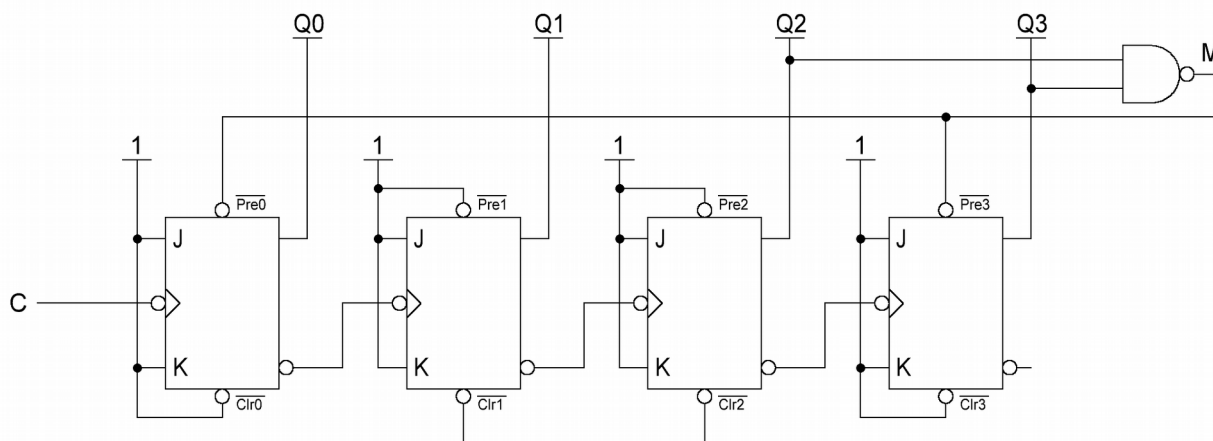 Q0 Q1 Q2 Q3
M
1 1 1 1
Pre0 Pre1 Pre2 Pre3
J J J J
C
K K K K
Clr0 Clr1 Clr2 Clr3